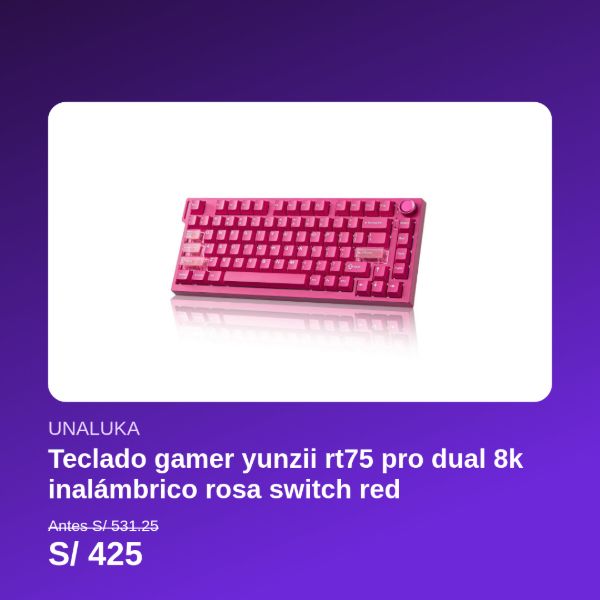 UNALUKA
Teclado gamer yunzii rt75 pro dual 8k
inalámbrico rosa switch red
Antes S/ 531.25
S/ 425